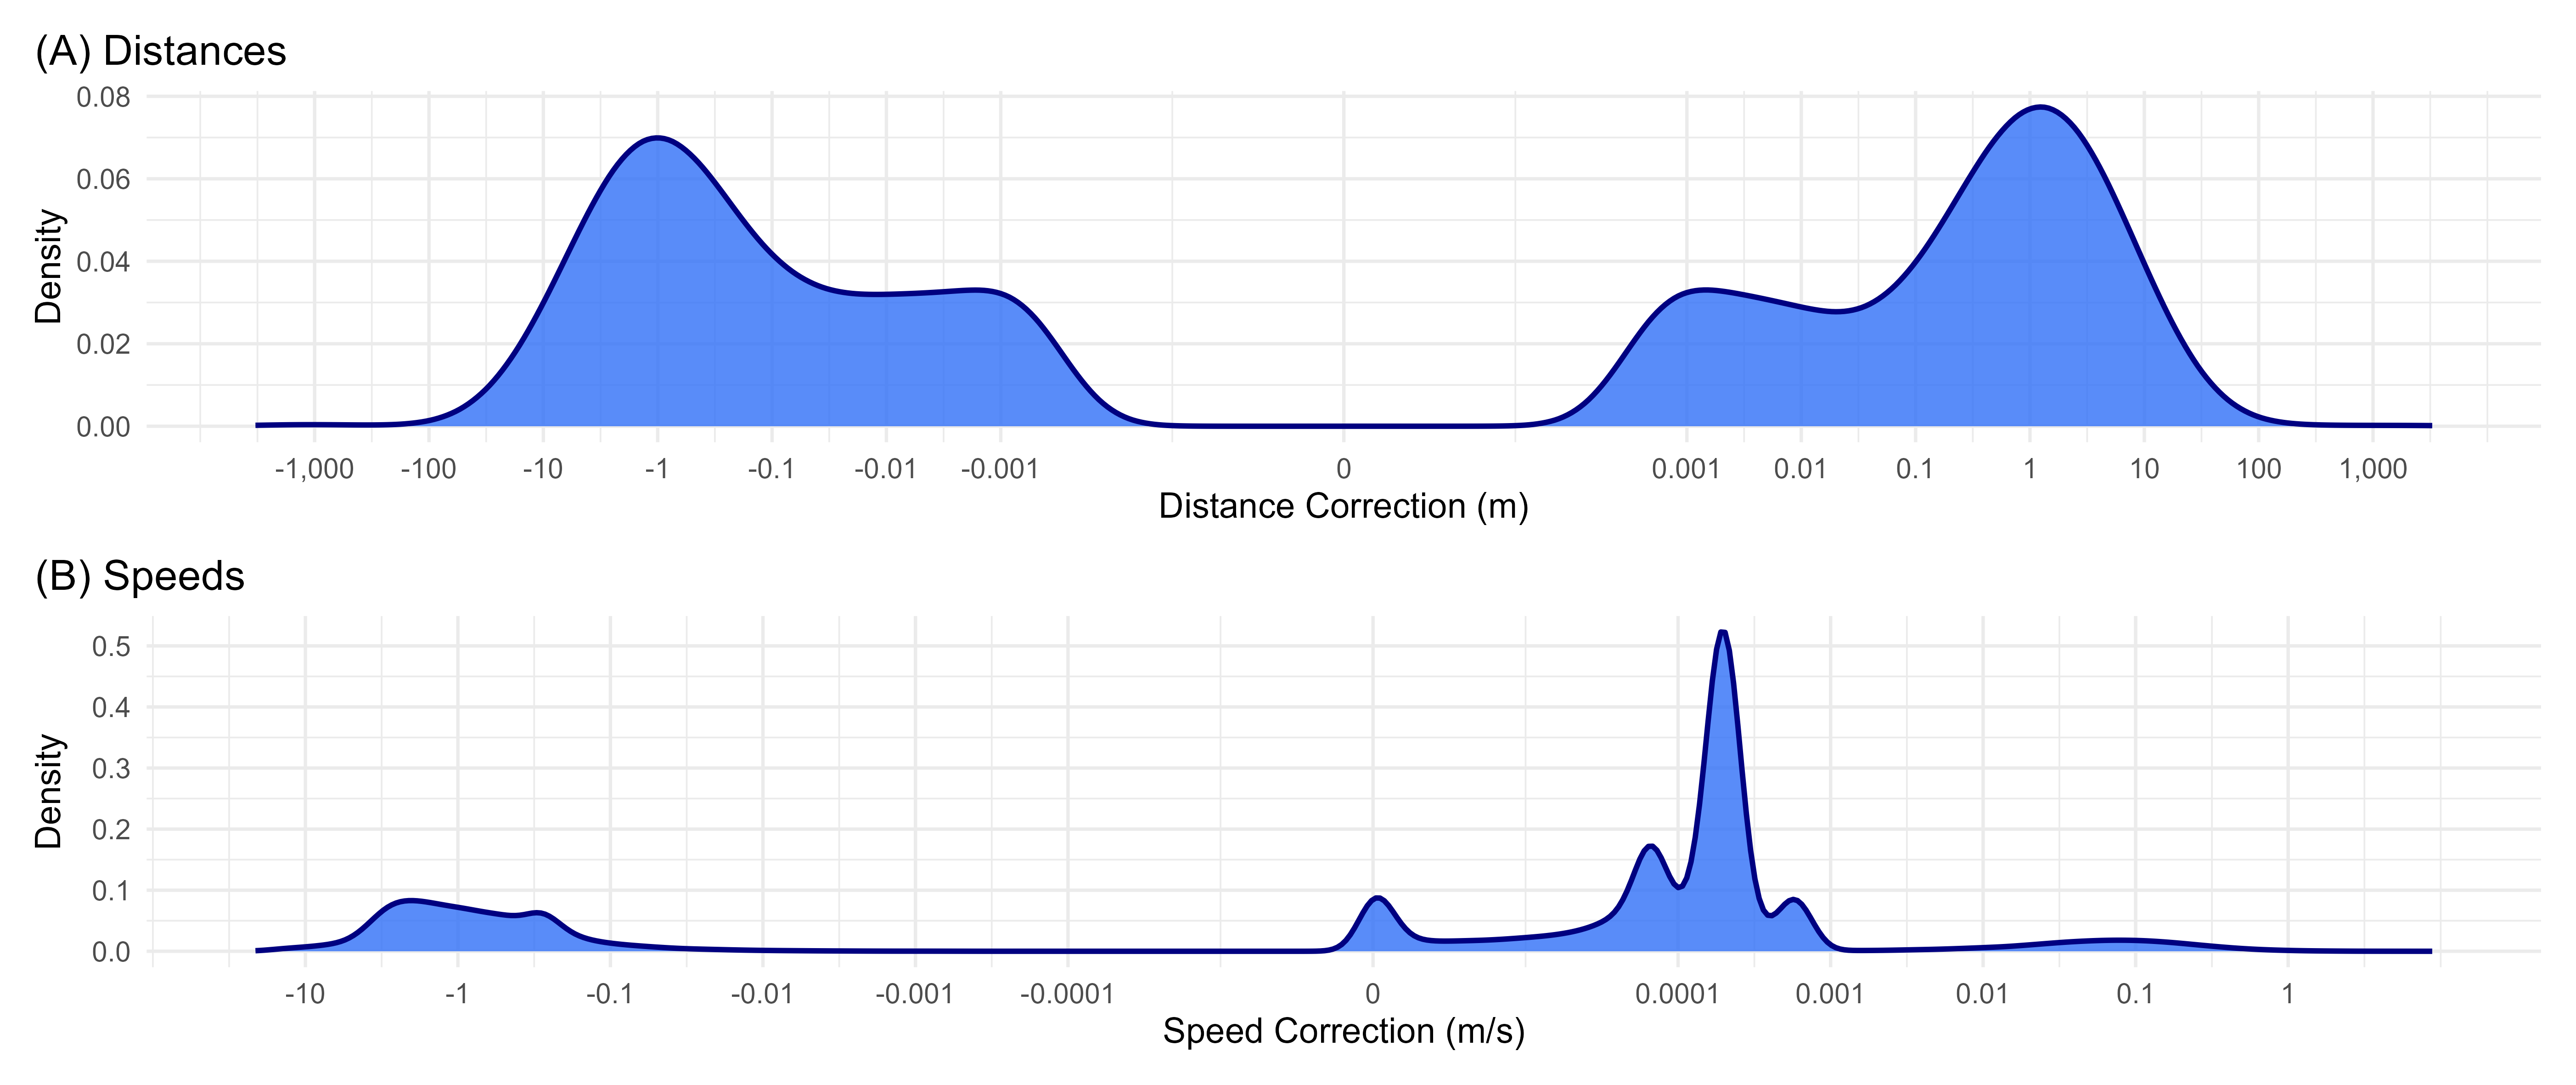 (A) Distances
0.08
0.06
0.04
0.02
0.00
Density
-1,000 -100 -10 -1 -0.1 -0.01 -0.001 0 0.001 0.01 0.1 1 10 100 1,000
Distance Correction (m)
(B) Speeds
0.5
0.4
0.3
0.2
0.1
0.0
Density
-10 -1 -0.1 -0.01 -0.001 -0.0001 0 0.0001 0.001 0.01 0.1 1
Speed Correction (m/s)